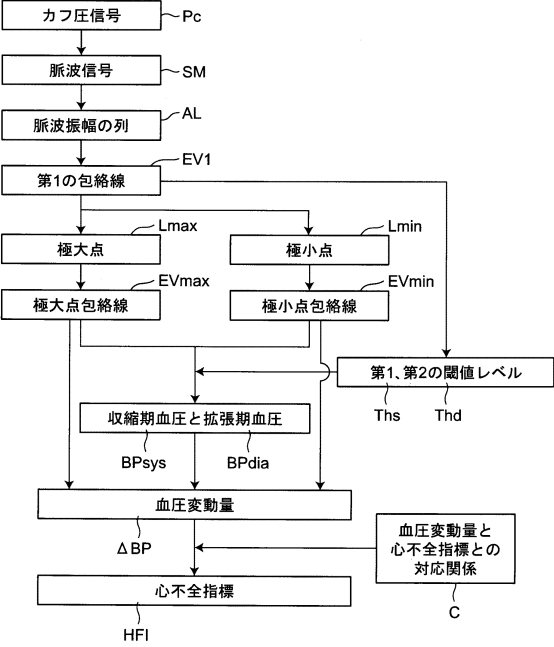 カフ圧信号
Pc
脈波信号
SM
脈波振幅の列
AL
第1の包絡線
EV1
極大点
Lmax
極小点
Lmin
極大点包絡線
EVmax
極小点包絡線
EVmin
第1、第2の閾値レベル
Ths
Thd
収縮期血圧と拡張期血圧
BPsys
BPdia
血圧変動量
ΔBP
血圧変動量と
心不全指標との
対応関係
C
心不全指標
HFI